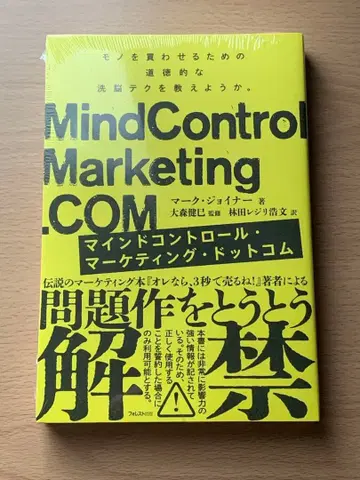 モノを買わせるための
道徳的な
洗脳テクを教えようか。
MindControl
Marketing
.COM
マーク・ジョイナー 著
大森健巳 監修 林田レジリ浩文 訳
マインドコントロール・
マーケティング・ドットコム
伝説のマーケティング本『オレなら、3秒で売るね!』著者による
問題作をとうとう
解禁
本書には非常に影響力の
強い情報が記されて
いる。そのため、
正しく使用する
ことを誓約した場合に
のみ利用可能とする。
フォレスト出版